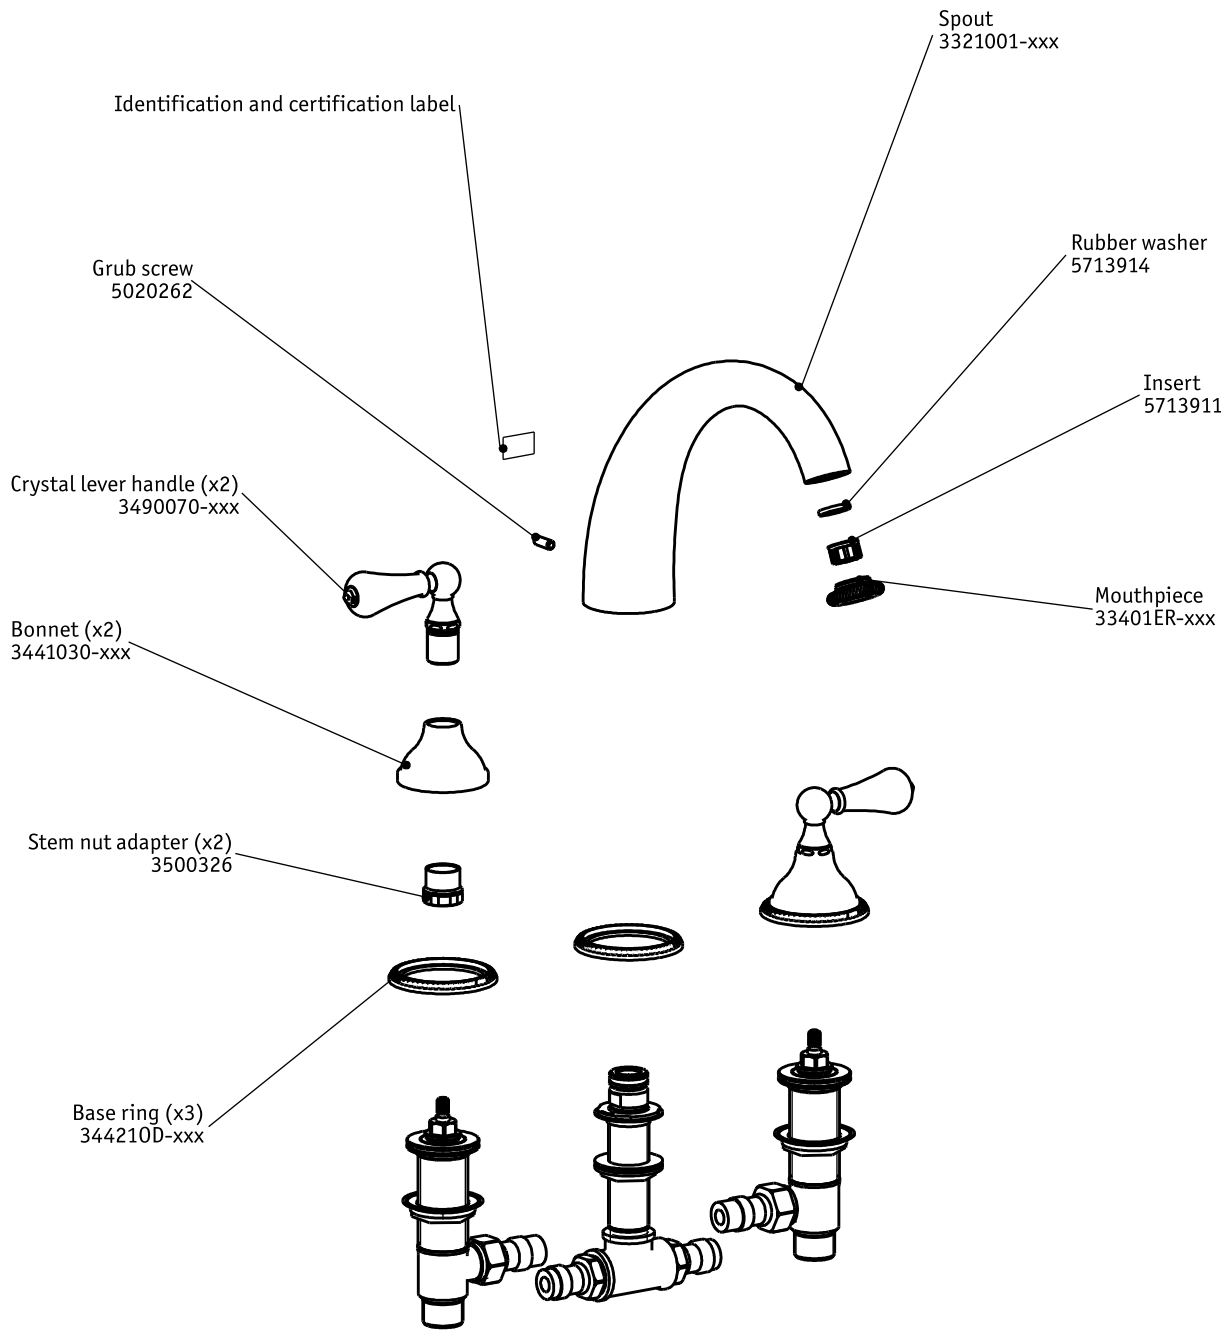 Spout
3321001-xxx
Identification and certification label
Rubber washer
5713914
Grub screw
5020262
Insert
5713911
Crystal lever handle (x2)
3490070-xxx
Mouthpiece
33401ER-xxx
Bonnet (x2)
3441030-xxx
Stem nut adapter (x2)
3500326
Base ring (x3)
34421OD-xxx